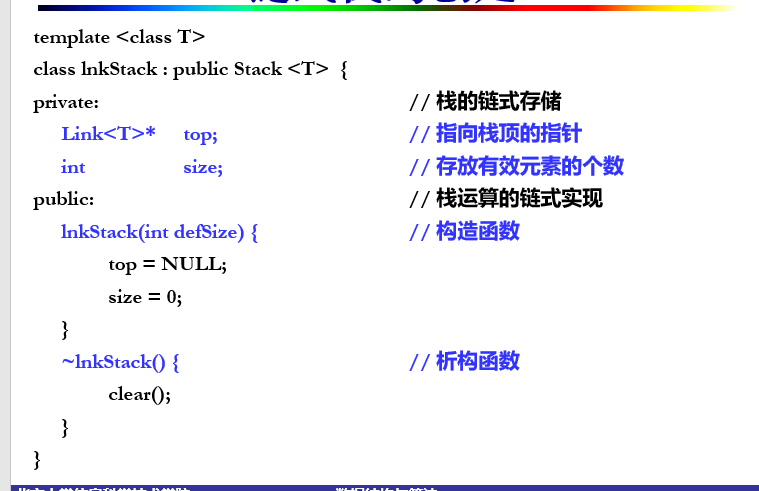 template <class T>
class lnkStack : public Stack <T> {
private: // 栈的链式存储
Link<T>* top; // 指向栈顶的指针
int size; // 存放有效元素的个数
public: // 栈运算的链式实现
lnkStack(int defSize) { // 构造函数
top = NULL;
size = 0;
}
~lnkStack() { // 析构函数
clear();
}
}